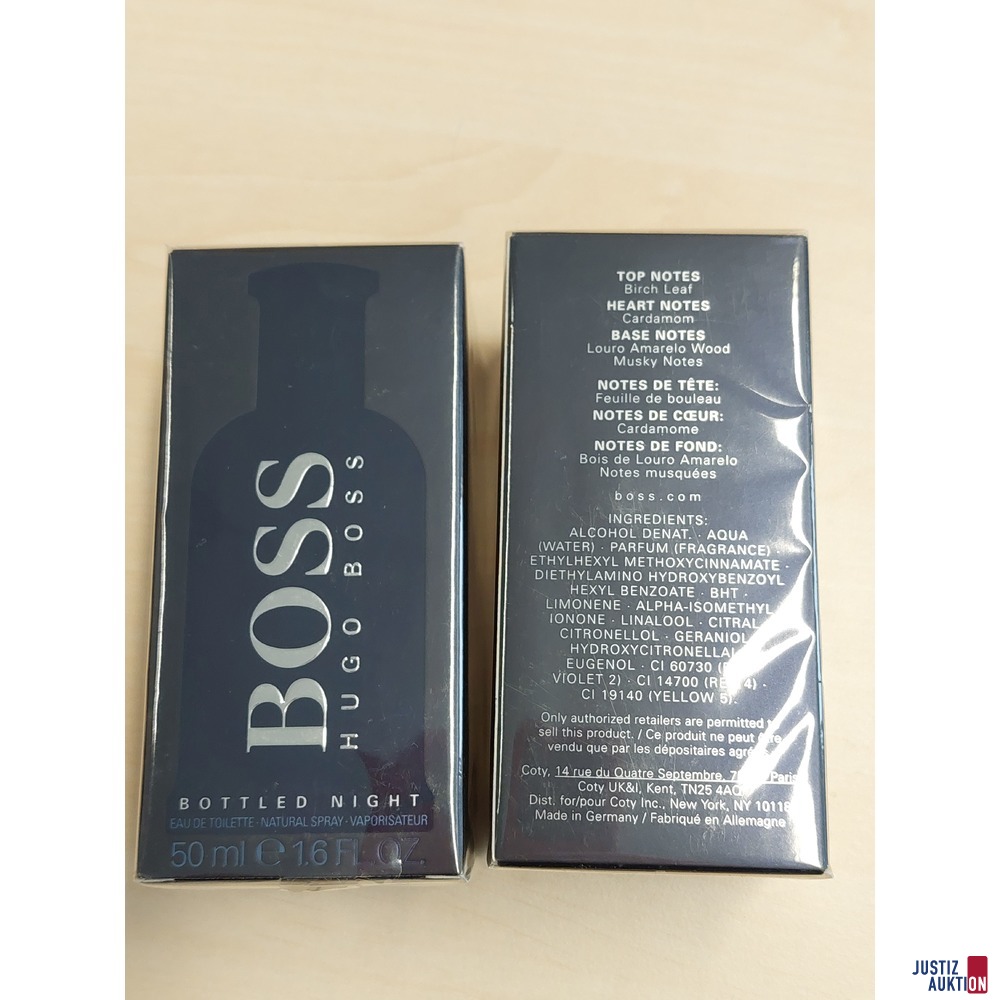 BOSS
HUGO BOSS
BOTTLED NIGHT
EAU DE TOILETTE · NATURAL SPRAY · VAPORISATEUR
50 ml e 1.6 FL.OZ.
TOP NOTES
Birch Leaf
HEART NOTES
Cardamom
BASE NOTES
Louro Amarelo Wood
Musky Notes
NOTES DE TÊTE:
Feuille de bouleau
NOTES DE CŒUR:
Cardamome
NOTES DE FOND:
Bois de Louro Amarelo
Notes musquées
boss.com
INGREDIENTS:
ALCOHOL DENAT. · AQUA
(WATER) · PARFUM (FRAGRANCE) ·
ETHYLHEXYL METHOXYCINNAMATE ·
DIETHYLAMINO HYDROXYBENZOYL
HEXYL BENZOATE · BHT ·
LIMONENE · ALPHA-ISOMETHYL
IONONE · LINALOOL · CITRAL
CITRONELLOL · GERANIOL
HYDROXYCITRONELLAL
EUGENOL · CI 60730
VIOLET 2) · CI 14700 (RED 4) ·
CI 19140 (YELLOW 5).
Only authorized retailers are permitted
sell this product. / Ce produit ne peut être
vendu que par les dépositaires agréés
Coty, 14 rue du Quatre Septembre, Paris
Coty UK&I, Kent, TN25 4AQ
Dist. for/pour Coty Inc., New York, NY 10118
Made in Germany / Fabriqué en Allemagne
JUSTIZ
AUKTION